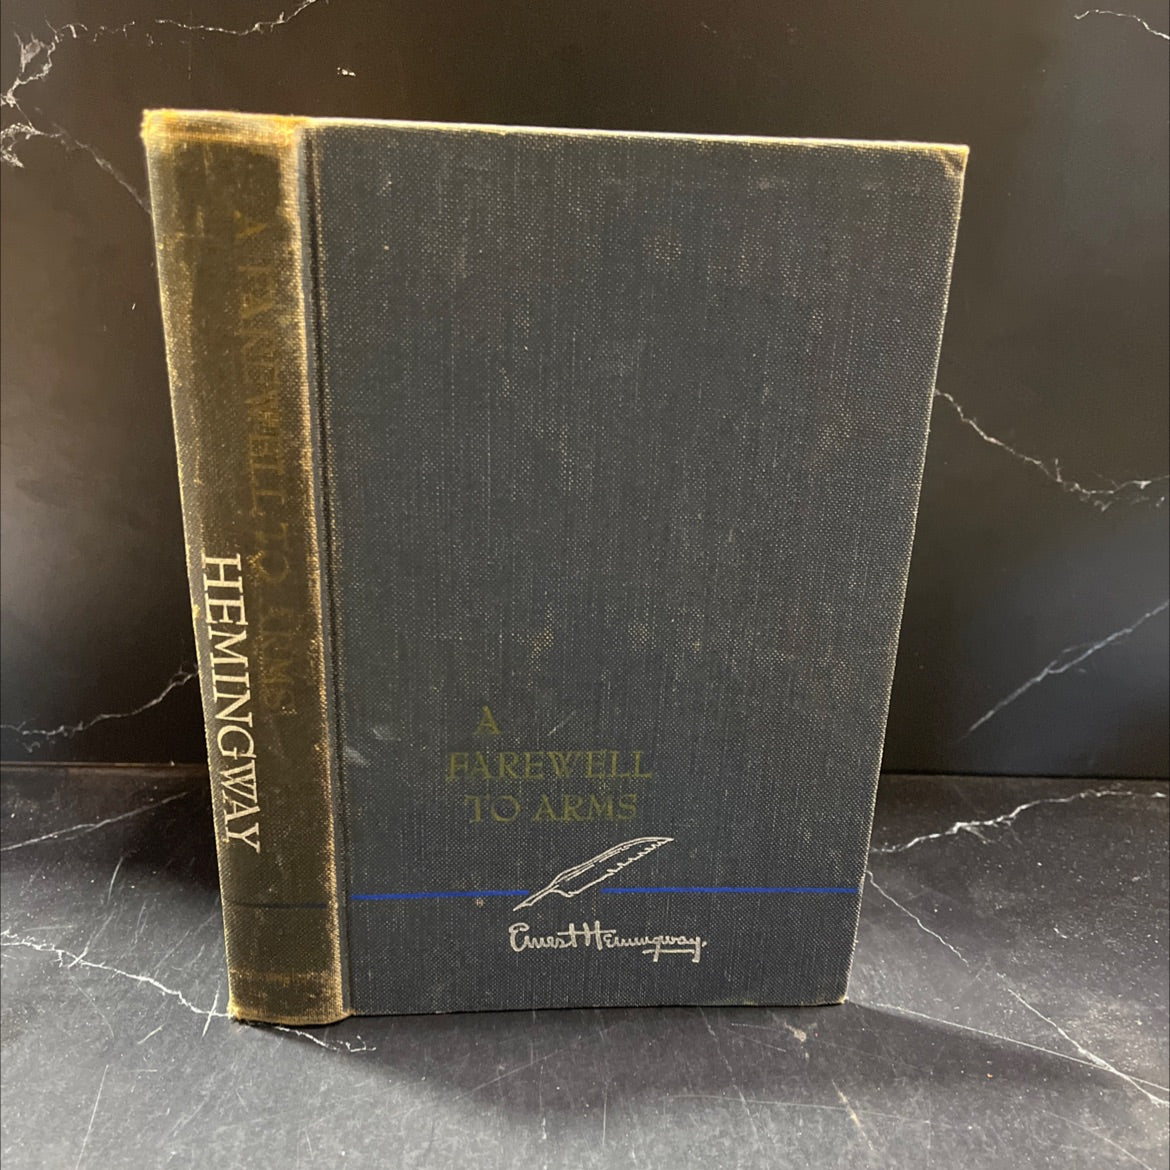 A FAREWELL TO ARMS
HEMINGWAY
A
FAREWELL
TO ARMS
Ernest Hemingway.